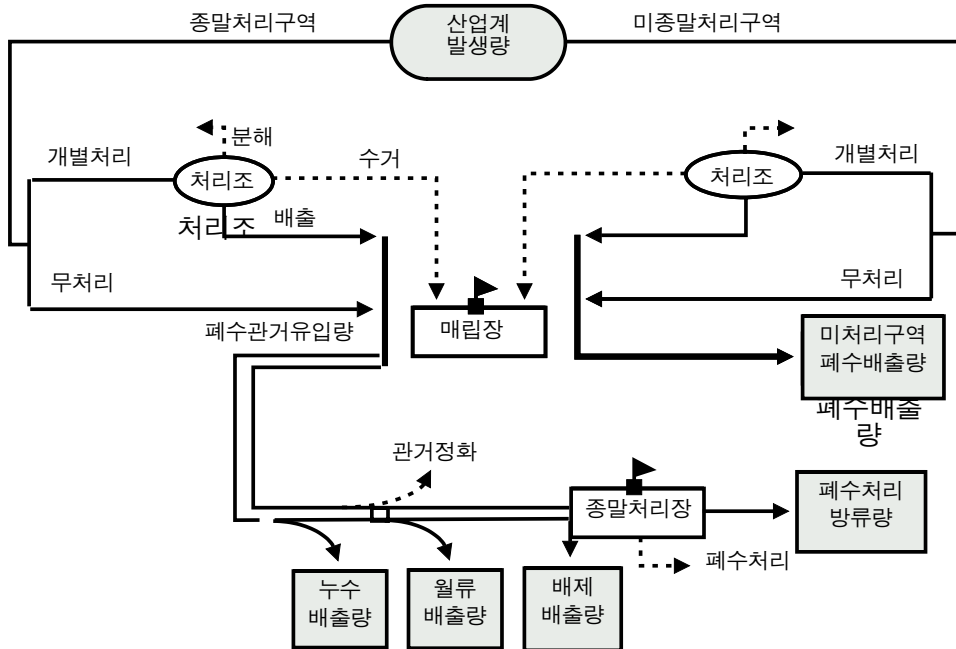 종말처리구역
산업계
발생량
미종말처리구역
분해
개별처리
수거
개별처리
처리조
처리조
처리조
배출
무처리
무처리
폐수관거유입량
매립장
미처리구역
폐수배출량
폐수배출
량
관거정화
종말처리장
폐수처리
방류량
폐수처리
누수
배출량
월류
배출량
배제
배출량